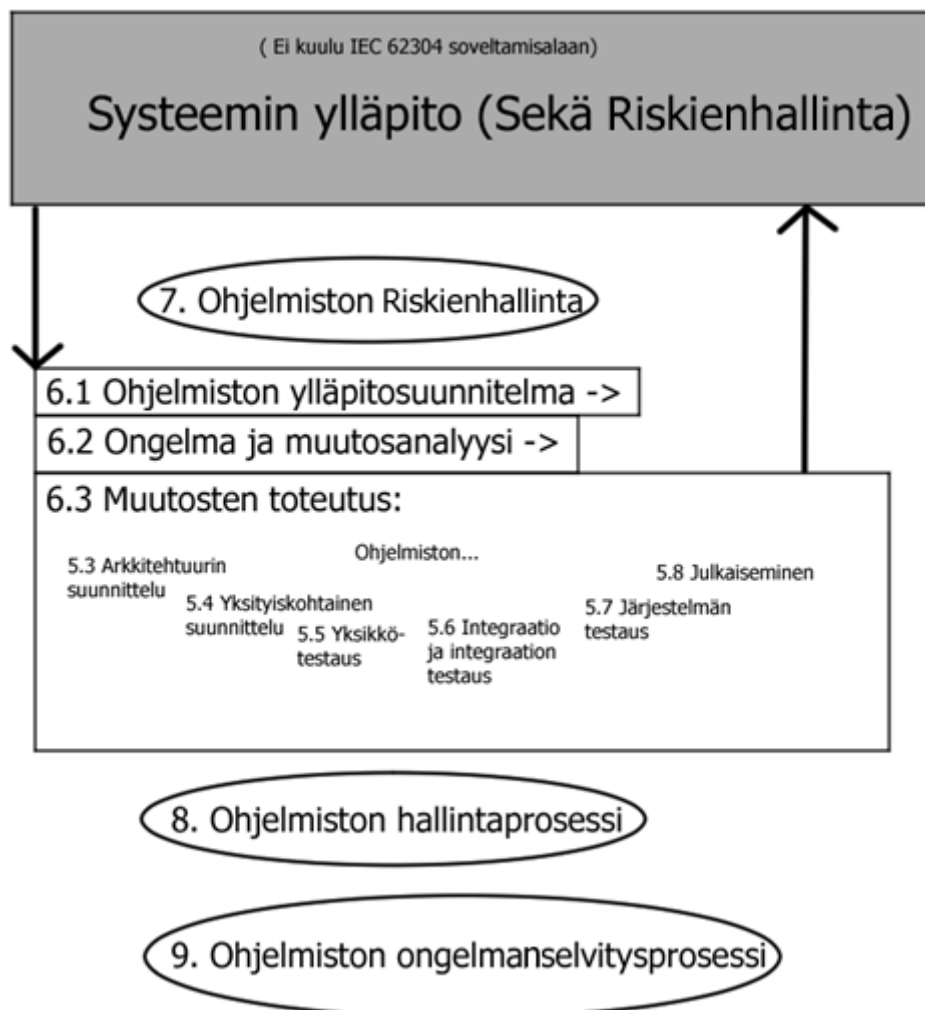 ( Ei kuulu IEC 62304 soveltamisalaan)
Systeemin ylläpito (Sekä Riskienhallinta)
7. Ohjelmiston Riskienhallinta
6.1 Ohjelmiston ylläpitosuunnitelma ->
6.2 Ongelma ja muutosanalyysi ->
6.3 Muutosten toteutus:
Ohjelmiston...
5.3 Arkkitehtuurin
suunnittelu
5.4 Yksityiskohtainen
suunnittelu
5.5 Yksikkö-
testaus
5.6 Integraatio
ja integraation
testaus
5.7 Järjestelmän
testaus
5.8 Julkaiseminen
8. Ohjelmiston hallintaprosessi
9. Ohjelmiston ongelmanselvitysprosessi